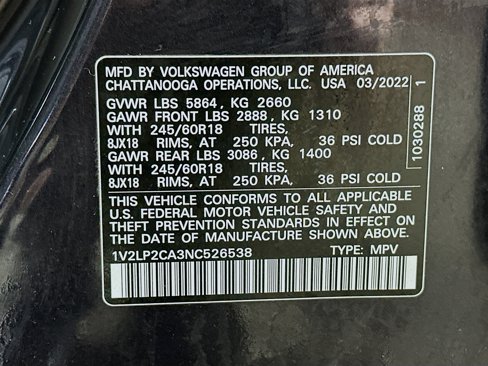 MFD BY VOLKSWAGEN GROUP OF AMERICA
CHATTANOOGA OPERATIONS, LLC. USA 03/2022
GVWR LBS 5864, KG 2660
GAWR FRONT LBS 2888, KG 1310
WITH 245/60R18 TIRES,
8JX18 RIMS, AT 250 KPA, 36 PSI COLD
GAWR REAR LBS 3086, KG 1400
WITH 245/60R18 TIRES,
8JX18 RIMS, AT 250 KPA, 36 PSI COLD
THIS VEHICLE CONFORMS TO ALL APPLICABLE
U.S. FEDERAL MOTOR VEHICLE SAFETY AND
THEFT PREVENTION STANDARDS IN EFFECT ON THE
DATE OF MANUFACTURE SHOWN ABOVE.
1V2LP2CA3NC526538 TYPE: MPV
1030288 1